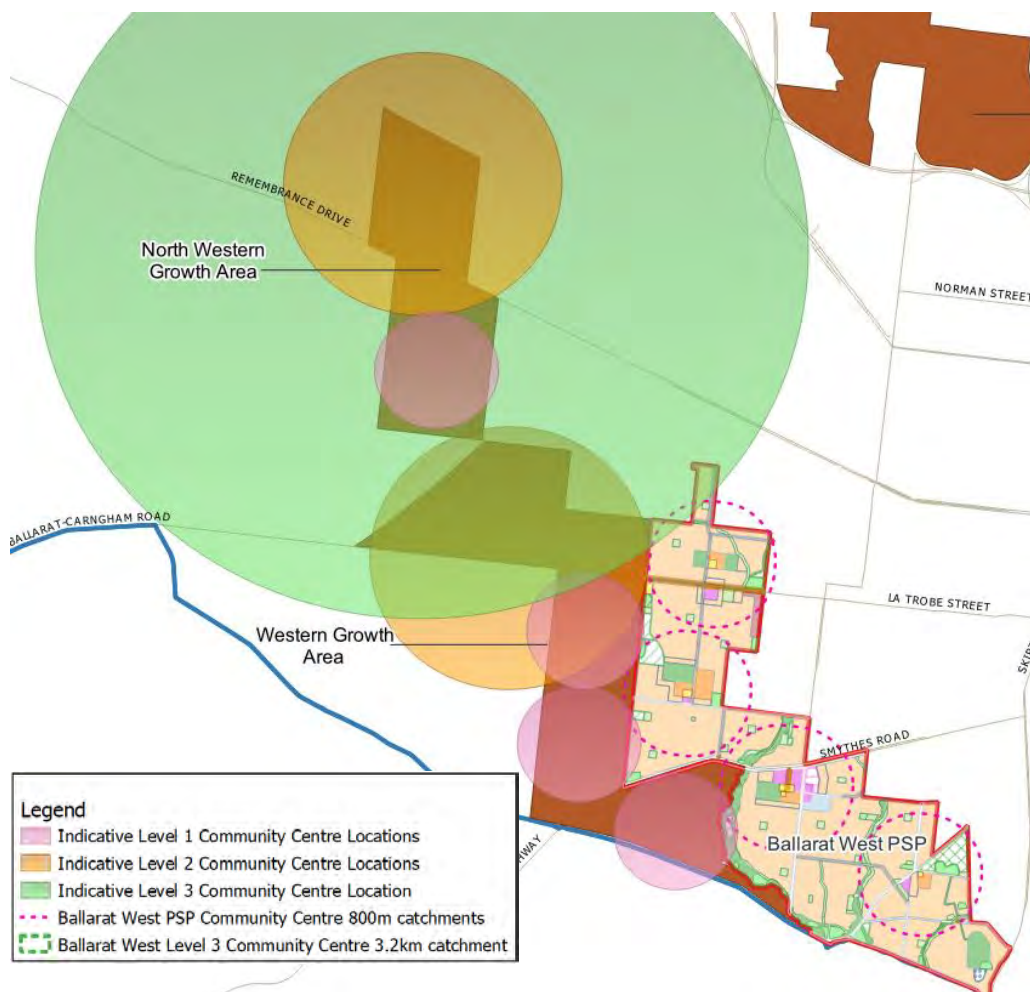 REMEMBRANCE DRIVE
North Western
Growth Area
NORMAN STREET
BALLARAT-CARNGHAM ROAD
LA TROBE STREET
Western Growth
Area
SMYTHES ROAD
Ballarat West PSP
Legend
Indicative Level 1 Community Centre Locations
Indicative Level 2 Community Centre Locations
Indicative Level 3 Community Centre Location
Ballarat West PSP Community Centre 800m catchments
Ballarat West Level 3 Community Centre 3.2km catchment
HWAY
SKIPT